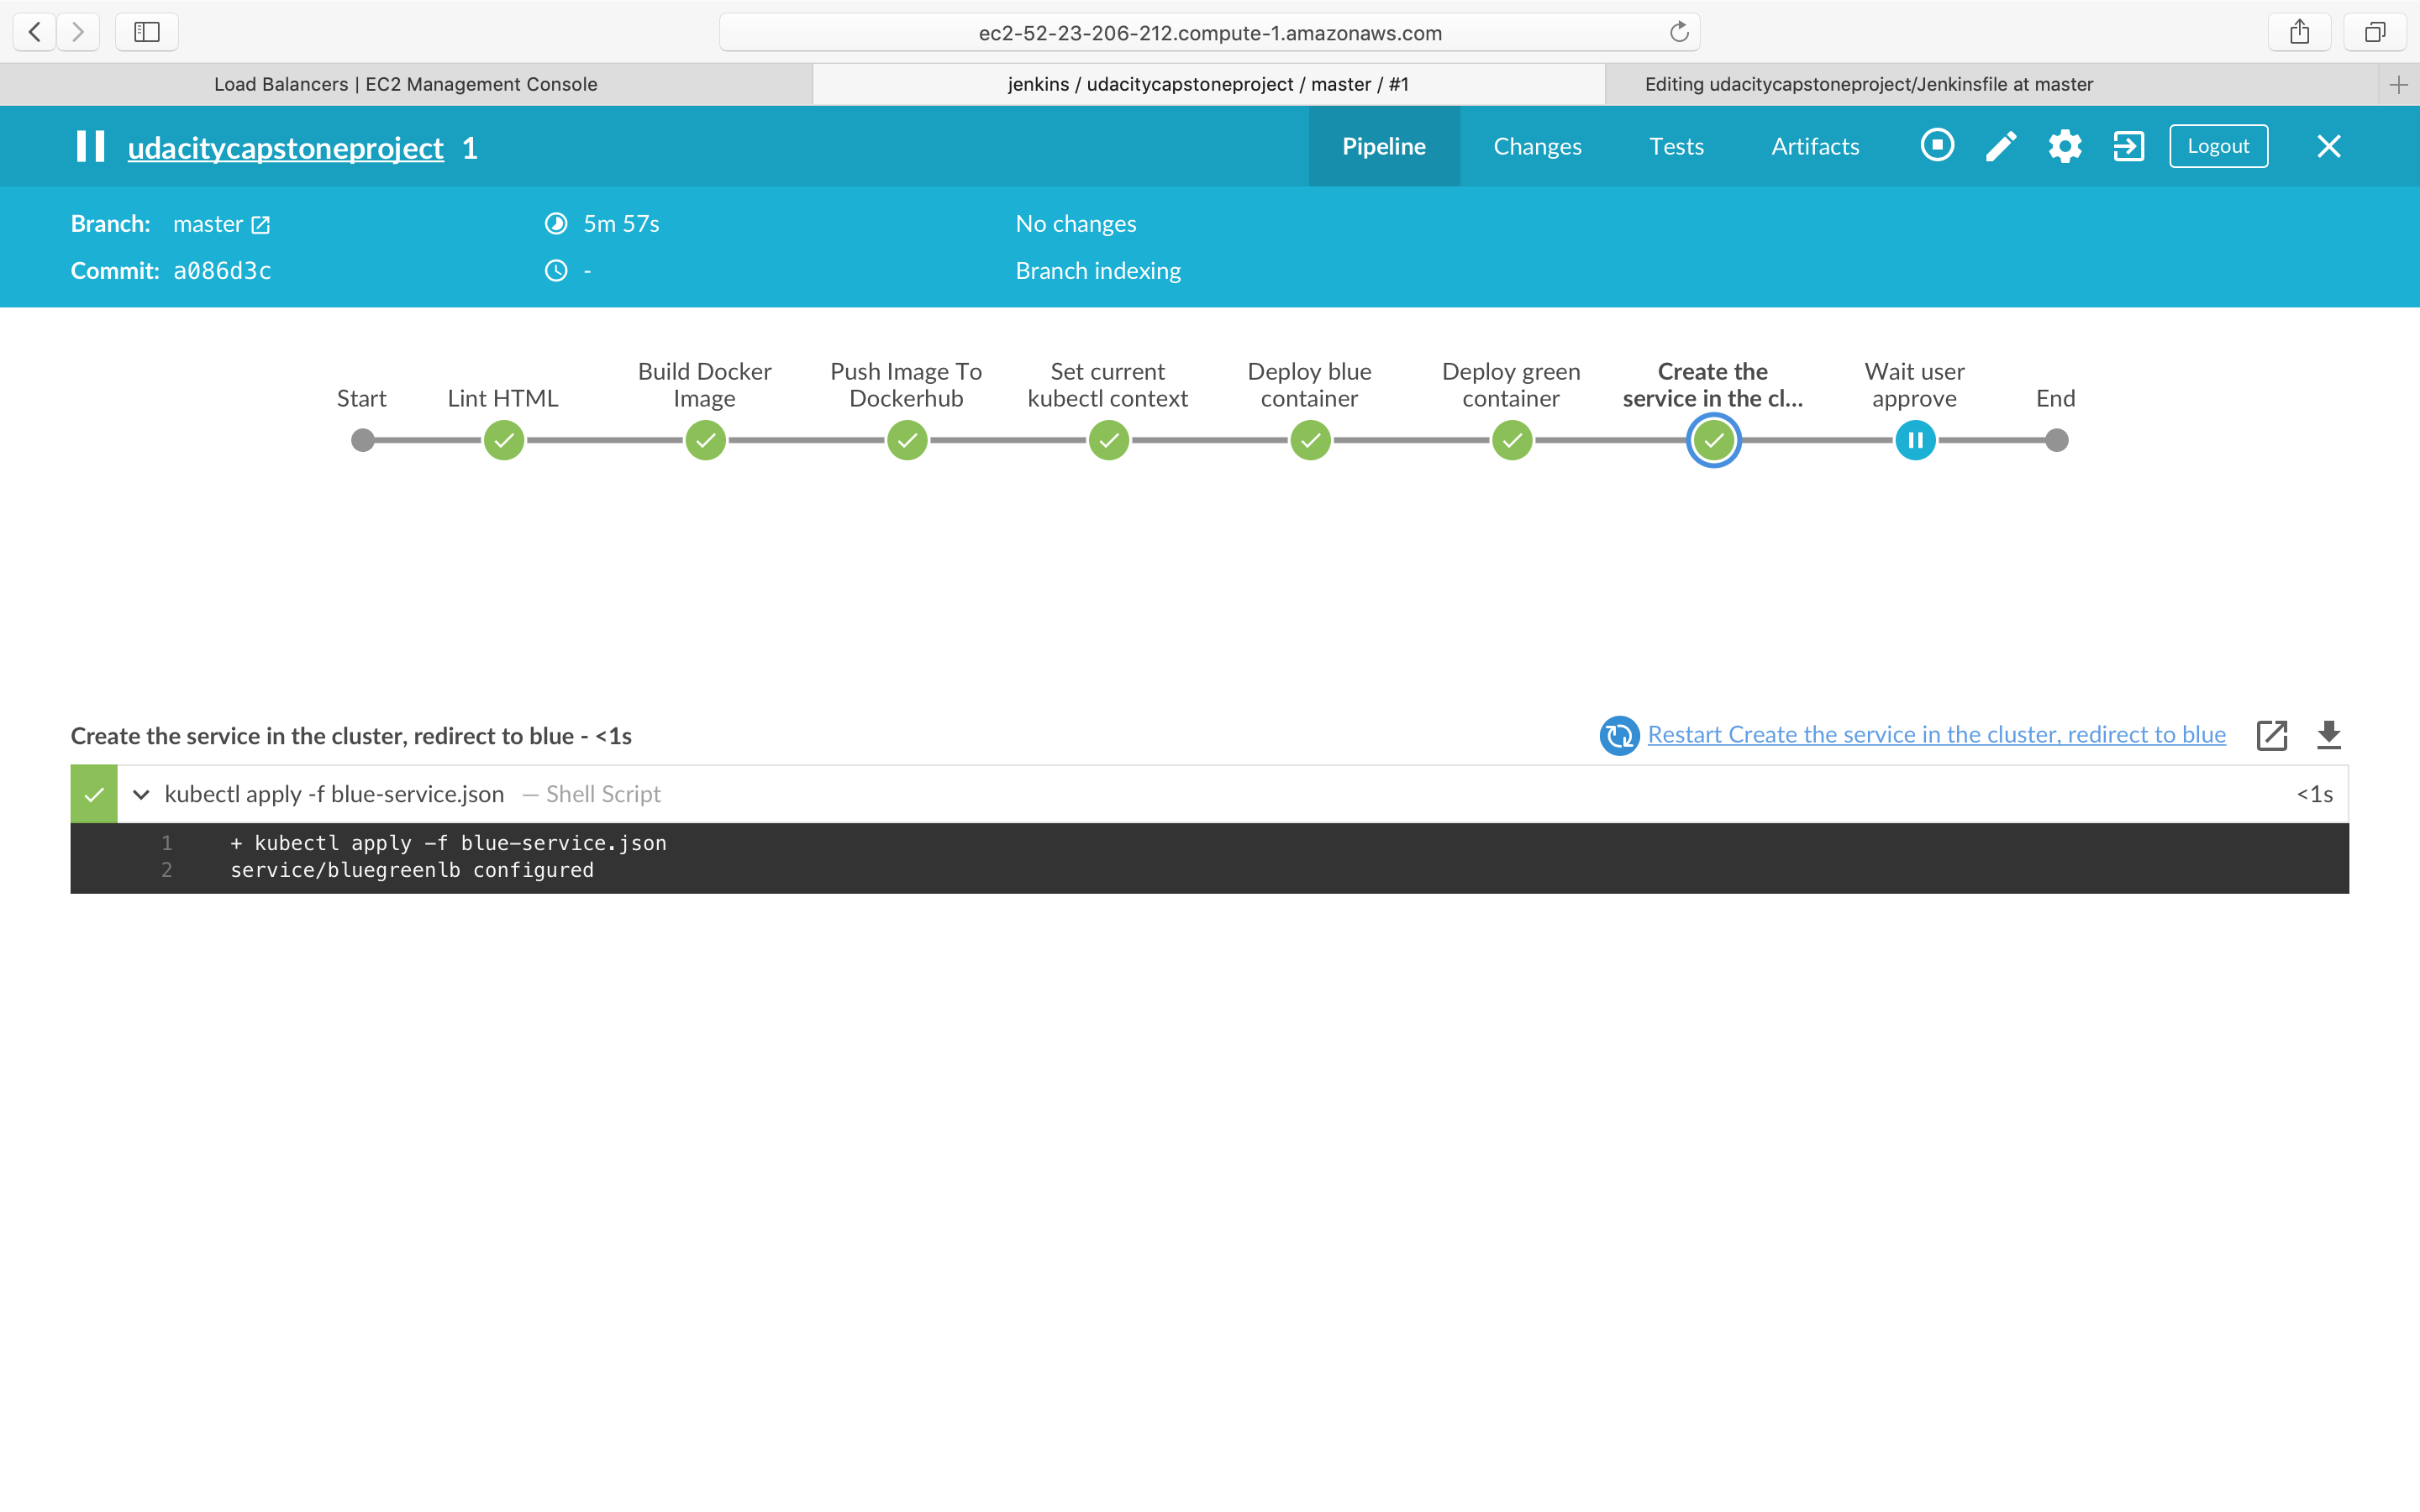 ec2-52-23-206-212.compute-1.amazonaws.com
Load Balancers | EC2 Management Console
jenkins / udacitycapstoneproject / master / #1
Editing udacitycapstoneproject/Jenkinsfile at master
udacitycapstoneproject 1
Pipeline
Changes
Tests
Artifacts
Logout
Branch: master
5m 57s
No changes
Commit: a086d3c
-
Branch indexing
Start
Lint HTML
Build Docker
Image
Push Image To
Dockerhub
Set current
kubectl context
Deploy blue
container
Deploy green
container
Create the
service in the cl...
Wait user
approve
End
Create the service in the cluster, redirect to blue - <1s
Restart Create the service in the cluster, redirect to blue
kubectl apply -f blue-service.json — Shell Script
<1s
1 + kubectl apply -f blue-service.json
2 service/bluegreenlb configured